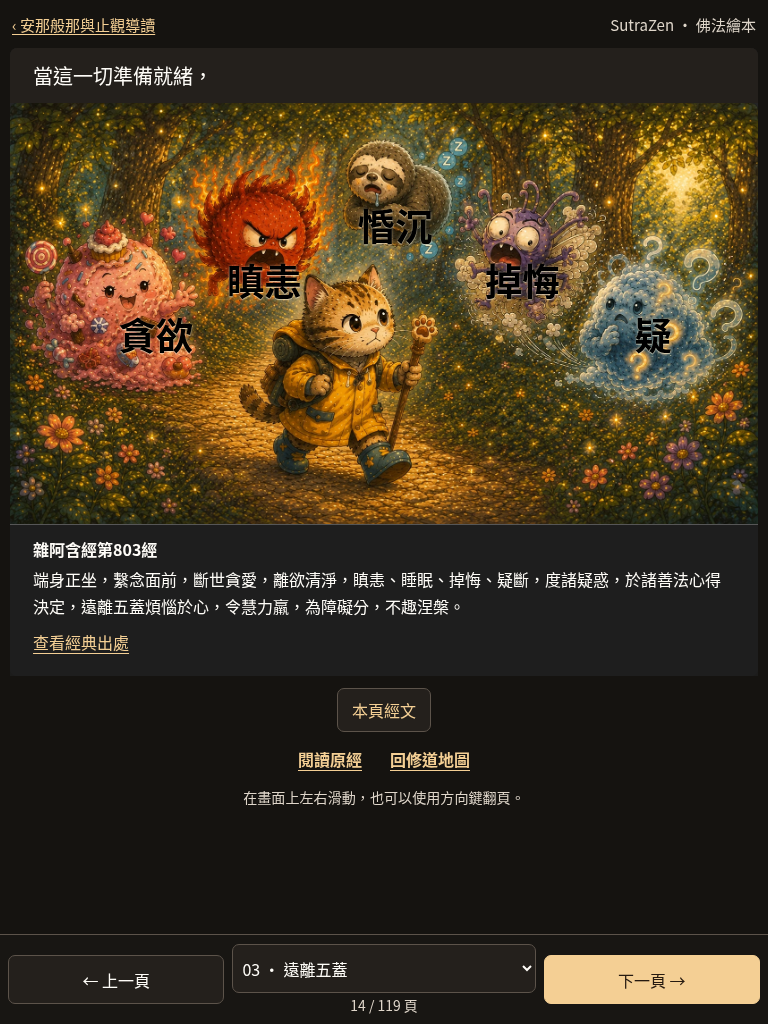 ‹ 安那般那與止觀導讀
SutraZen · 佛法繪本
當這一切準備就緒，
貪欲
瞋恚
惛沉
掉悔
疑
雜阿含經第803經
端身正坐，繫念面前，斷世貪愛，離欲清淨，瞋恚、睡眠、掉悔、疑斷，度諸疑惑，於諸善法心得
決定，遠離五蓋煩惱於心，令慧力羸，為障礙分，不趣涅槃。
查看經典出處
本頁經文
閱讀原經
回修道地圖
在畫面上左右滑動，也可以使用方向鍵翻頁。
← 上一頁
03 · 遠離五蓋
14 / 119 頁
下一頁 →